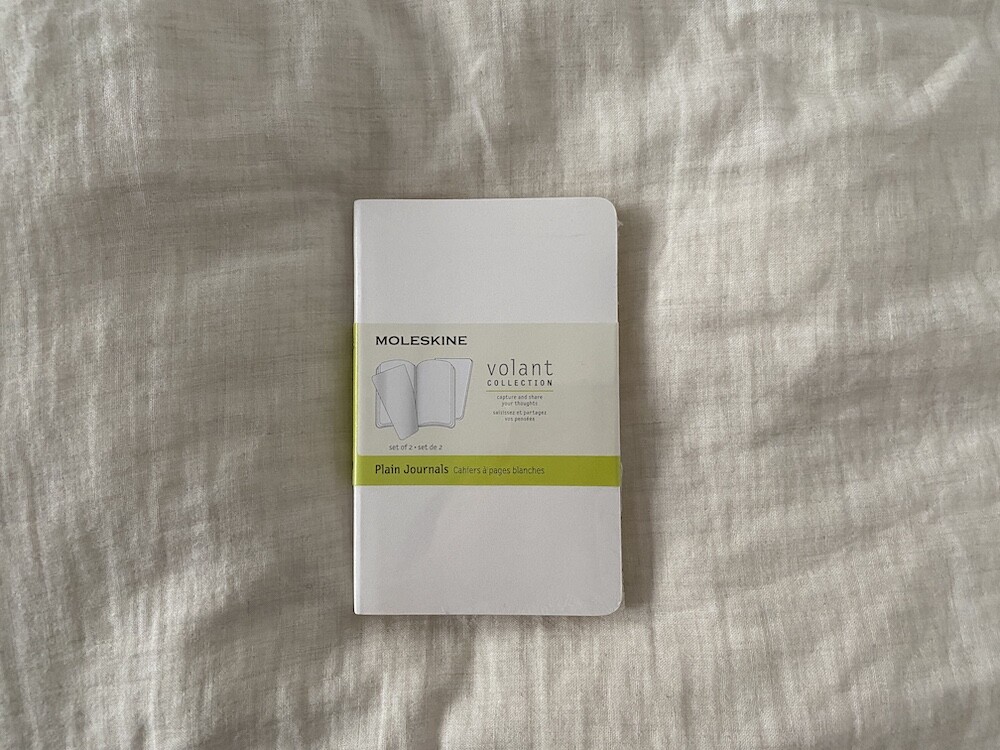 MOLESKINE
volant
COLLECTION
capture and share
your thoughts
saisissez et partagez
vos pensées
set of 2 • set de 2
Plain Journals Cahiers à pages blanches